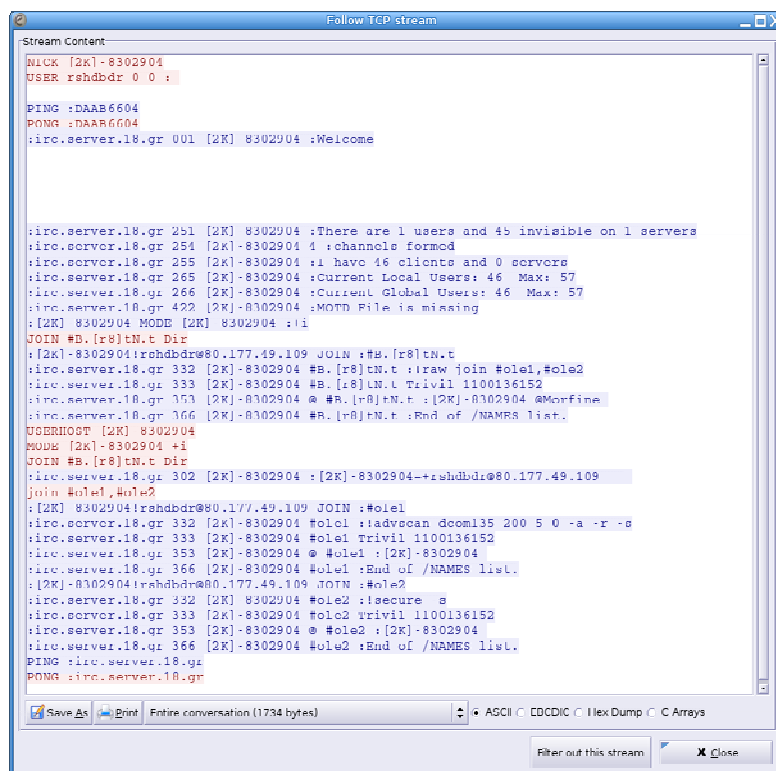 Follow TCP stream
Stream Content
NICK [2K]-8302904
USER rshdbdr 0 0 :
PING :DAAB6604
PONG :DAAB6604
:irc.server.18.gr 001 [2K] 8302904 :Welcome
:irc.server.18.gr 251 [2K] 8302904 :There are 1 users and 45 invisible on 1 servers
:irc.server.18.gr 254 [2K]-8302904 4 :channels formed
:irc.server.18.gr 255 [2K]-8302904 :I have 46 clients and 0 servers
:irc.server.18.gr 265 [2K]-8302904 :Current Local Users: 46  Max: 57
:irc.server.18.gr 266 [2K]-8302904 :Current Global Users: 46  Max: 57
:irc.server.18.gr 422 [2K]-8302904 :MOTD File is missing
:[2K] 8302904 MODE [2K] 8302904 :+i
JOIN #B.[r8]tN.t Dir
:[2K]-8302904!rshdbdr@80.177.49.109 JOIN :#B.[r8]tN.t
:irc.server.18.gr 332 [2K]-8302904 #B.[r8]tN.t :!raw join #ole1,#ole2
:irc.server.18.gr 333 [2K]-8302904 #B.[r8]tN.t Trivil 1100136152
:irc.server.18.gr 353 [2K]-8302904 @ #B.[r8]tN.t :[2K]-8302904 @Morfine
:irc.server.18.gr 366 [2K]-8302904 #B.[r8]tN.t :End of /NAMES list.
USERHOST [2K] 8302904
MODE [2K]-8302904 +i
JOIN #B.[r8]tN.t Dir
:irc.server.18.gr 302 [2K]-8302904 :[2K]-8302904=+rshdbdr@80.177.49.109
join #ole1,#ole2
:[2K] 8302904!rshdbdr@80.177.49.109 JOIN :#ole1
:irc.server.18.gr 332 [2K]-8302904 #ole1 :!advscan dcom135 200 5 0 -a -r -s
:irc.server.18.gr 333 [2K]-8302904 #ole1 Trivil 1100136152
:irc.server.18.gr 353 [2K]-8302904 @ #ole1 :[2K]-8302904
:irc.server.18.gr 366 [2K]-8302904 #ole1 :End of /NAMES list.
:[2K]-8302904!rshdbdr@80.177.49.109 JOIN :#ole2
:irc.server.18.gr 332 [2K] 8302904 #ole2 :!secure  s
:irc.server.18.gr 333 [2K]-8302904 #ole2 Trivil 1100136152
:irc.server.18.gr 353 [2K]-8302904 @ #ole2 :[2K]-8302904
:irc.server.18.gr 366 [2K]-8302904 #ole2 :End of /NAMES list.
PING :irc.server.18.gr
PONG :irc.server.18.gr
Save As Print Entire conversation (1734 bytes) ASCII EBCDIC Hex Dump C Arrays
Filter out this stream Close